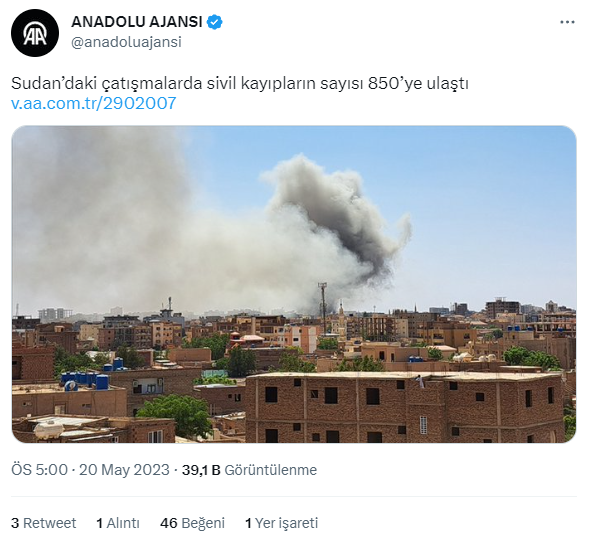 ANADOLU AJANSI
@anadoluajansi
Sudan’daki çatışmalarda sivil kayıpların sayısı 850’ye ulaştı
v.aa.com.tr/2902007
ÖS 5:00 · 20 May 2023 · 39,1 B Görüntülenme
3 Retweet 1 Alıntı 46 Beğeni 1 Yer işareti